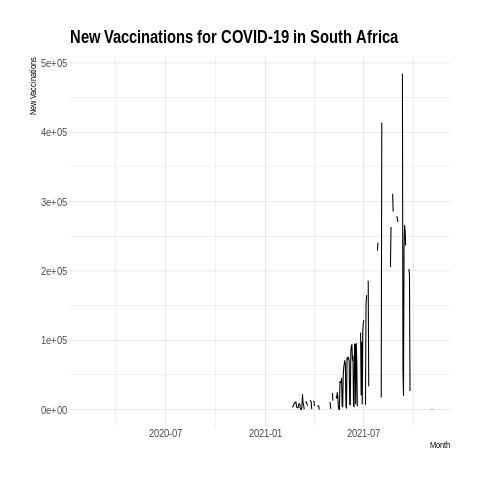 New Vaccinations for COVID-19 in South Africa
New Vaccinations
5e+05
4e+05
3e+05
2e+05
1e+05
0e+00
2020-07
2021-01
2021-07
Month